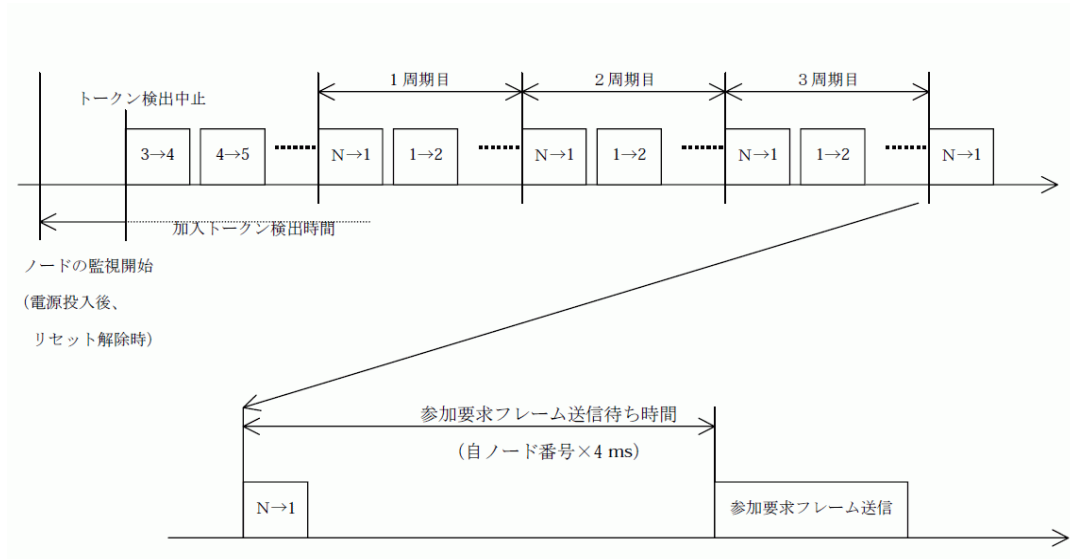 1周期目
2周期目
3周期目
トークン検出中止
3→4
4→5
N→1
1→2
N→1
1→2
N→1
1→2
N→1
加入トークン検出時間
ノードの監視開始
（電源投入後、
リセット解除時）
参加要求フレーム送信待ち時間
（自ノード番号×4 ms）
N→1
参加要求フレーム送信